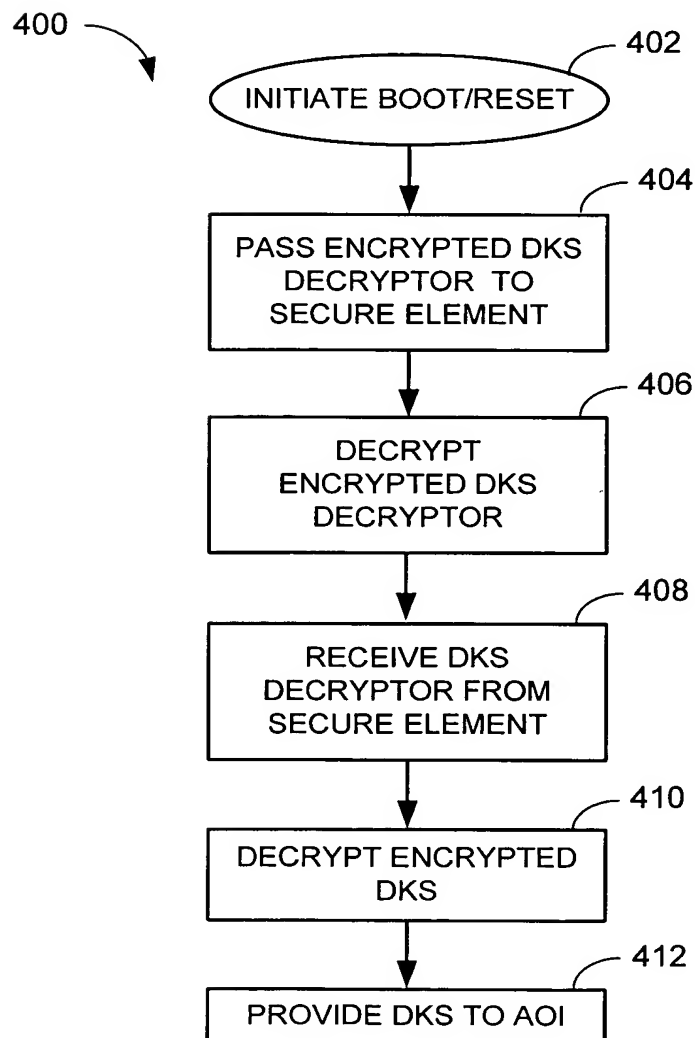 400
402
INITIATE BOOT/RESET
404
PASS ENCRYPTED DKS
DECRYPTOR TO
SECURE ELEMENT
406
DECRYPT
ENCRYPTED DKS
DECRYPTOR
408
RECEIVE DKS
DECRYPTOR FROM
SECURE ELEMENT
410
DECRYPT ENCRYPTED
DKS
412
PROVIDE DKS TO AOI